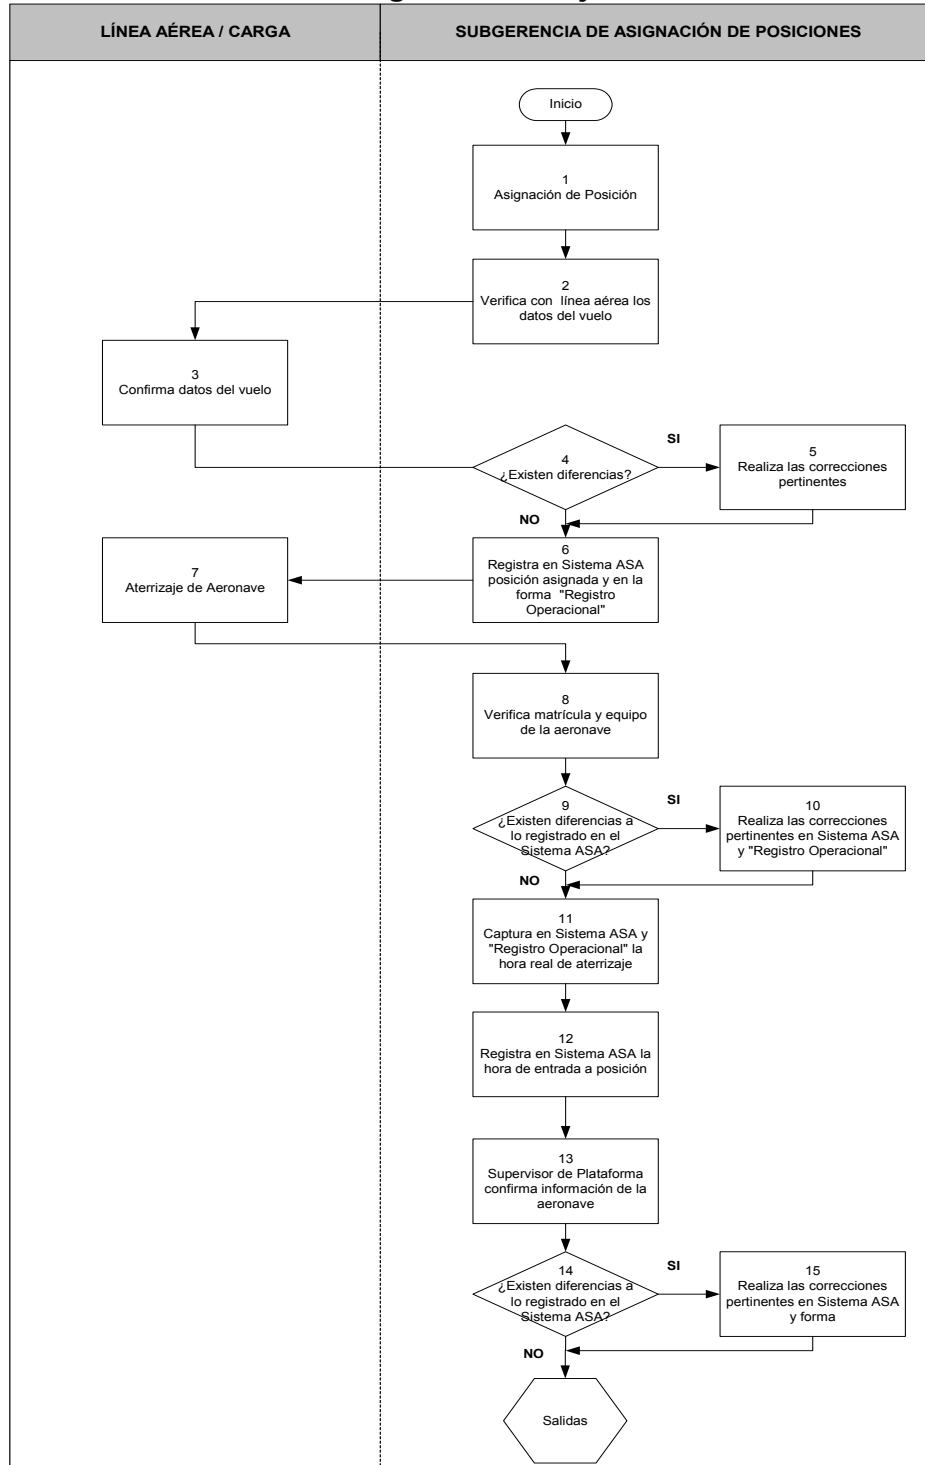 LÍNEA AÉREA / CARGA
SUBGERENCIA DE ASIGNACIÓN DE POSICIONES
Inicio
1
Asignación de Posición
2
Verifica con línea aérea los
datos del vuelo
3
Confirma datos del vuelo
4
¿Existen diferencias?
SI
5
Realiza las correcciones
pertinentes
NO
6
Registra en Sistema ASA
posición asignada y en la
forma "Registro
Operacional"
7
Aterrizaje de Aeronave
8
Verifica matrícula y equipo
de la aeronave
9
¿Existen diferencias a
lo registrado en el
Sistema ASA?
SI
10
Realiza las correcciones
pertinentes en Sistema ASA
y "Registro Operacional"
NO
11
Captura en Sistema ASA y
"Registro Operacional" la
hora real de aterrizaje
12
Registra en Sistema ASA la
hora de entrada a posición
13
Supervisor de Plataforma
confirma información de la
aeronave
14
¿Existen diferencias a
lo registrado en el
Sistema ASA?
SI
15
Realiza las correcciones
pertinentes en Sistema ASA
y forma
NO
Salidas